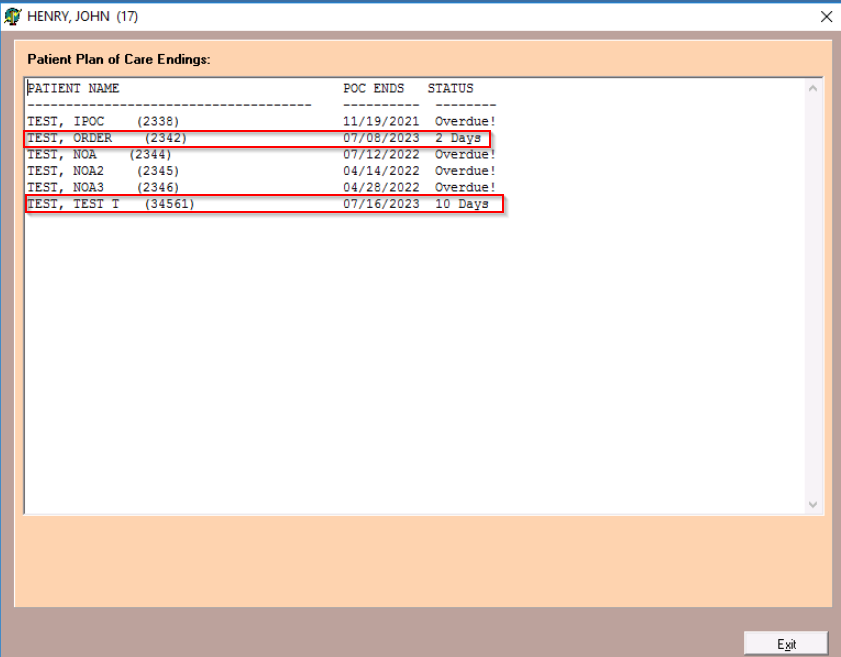 HENRY, JOHN (17)
Patient Plan of Care Endings:
PATIENT NAME POC ENDS STATUS
------------------------------------- ---------- --------
TEST, IPOC (2338) 11/19/2021 Overdue!
TEST, ORDER (2342) 07/08/2023 2 Days
TEST, NOA (2344) 07/12/2022 Overdue!
TEST, NOA2 (2345) 04/14/2022 Overdue!
TEST, NOA3 (2346) 04/28/2022 Overdue!
TEST, TEST T (34561) 07/16/2023 10 Days
Exit